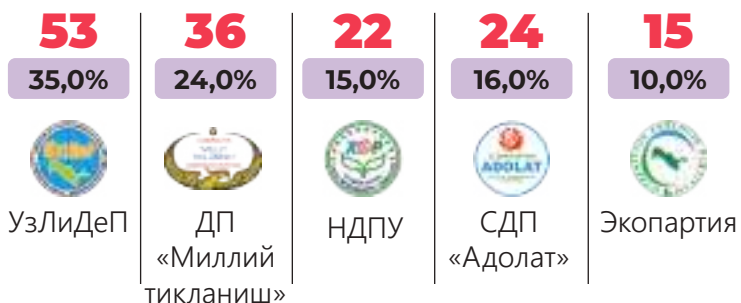 53
35,0%
УзЛиДеП
36
24,0%
ДП
«Миллий
тикланиш»
22
15,0%
НДПУ
24
16,0%
ADOLAT
СДП
«Адолат»
15
10,0%
Экопартия